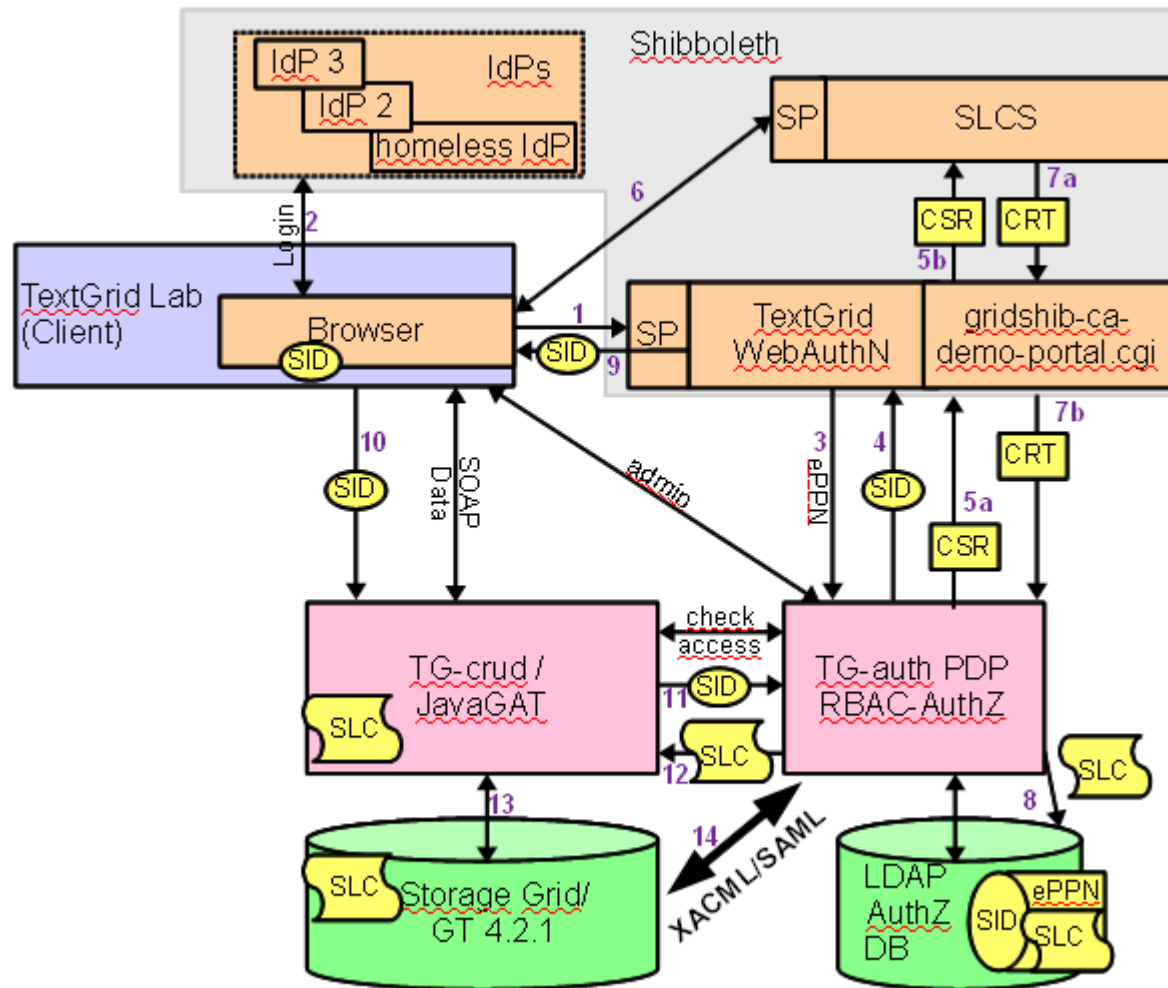 Shibboleth
IdP 3
IdPs
IdP 2
homeless IdP
SP
SLCS
6
7a
2
Login
CSR
CRT
5b
TextGrid Lab
(Client)
Browser
SID
1
SID
9
SP
TextGrid
WebAuthN
gridshib-ca-
demo-portal.cgi
10
SID
SOAP
Data
admin
3
ePPN
4
SID
5a
CSR
7b
CRT
TG-crud /
JavaGAT
SLC
check
access
11
SID
12
SLC
TG-auth PDP
RBAC-AuthZ
SLC
8
13
14
XACML/SAML
SLC
Storage Grid/
GT 4.2.1
LDAP
AuthZ
DB
SID
ePPN
SLC